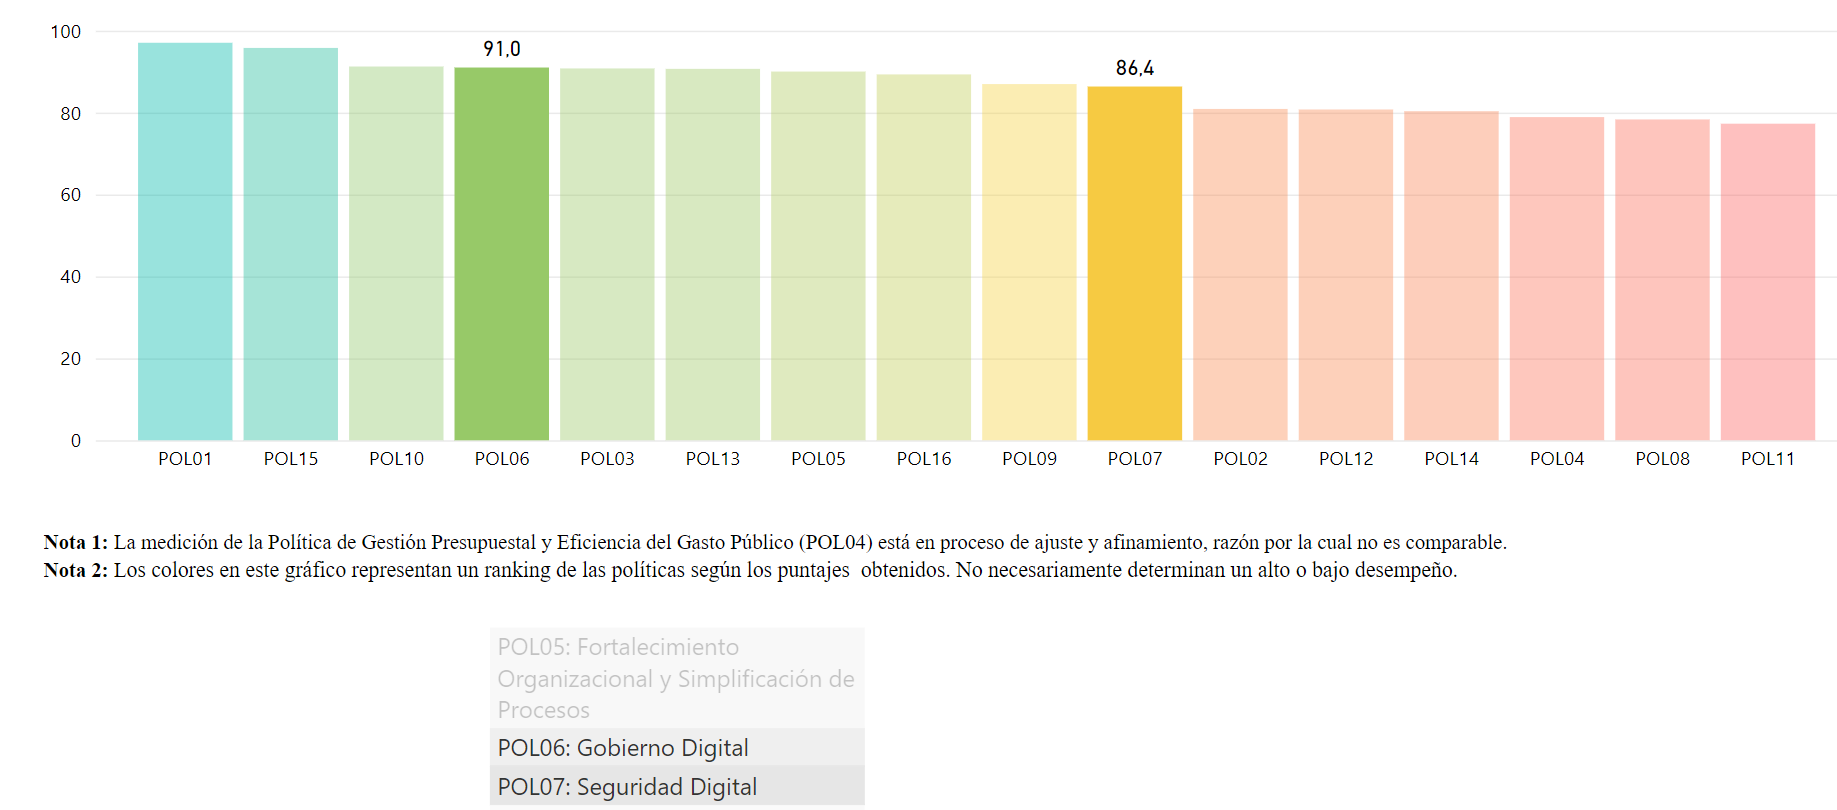 100
91,0
86,4
80
60
40
20
0
POL01 POL15 POL10 POL06 POL03 POL13 POL05 POL16 POL09 POL07 POL02 POL12 POL14 POL04 POL08 POL11
Nota 1: La medición de la Política de Gestión Presupuestal y Eficiencia del Gasto Público (POL04) está en proceso de ajuste y afinamiento, razón por la cual no es comparable.
Nota 2: Los colores en este gráfico representan un ranking de las políticas según los puntajes obtenidos. No necesariamente determinan un alto o bajo desempeño.
POL05: Fortalecimiento
Organizacional y Simplificación de
Procesos
POL06: Gobierno Digital
POL07: Seguridad Digital